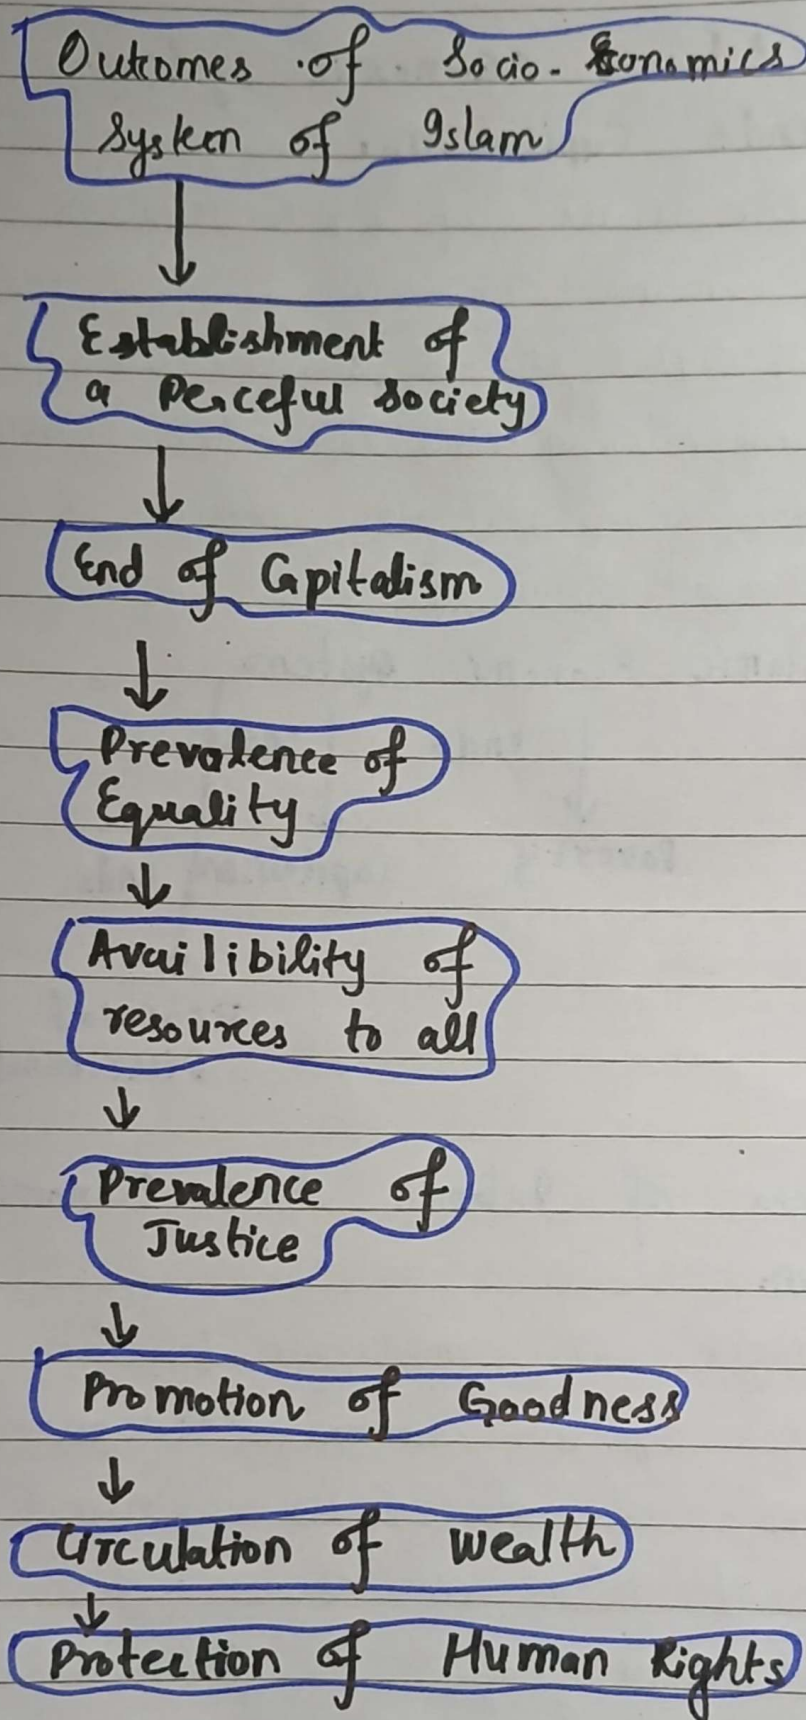 Outcomes of Socio-Economics
System of Islam
Establishment of
a Peaceful Society
End of Capitalism
Prevalence of
Equality
Availibility of
resources to all
Prevalence of
Justice
Promotion of Goodness
Circulation of Wealth
Protection of Human Rights